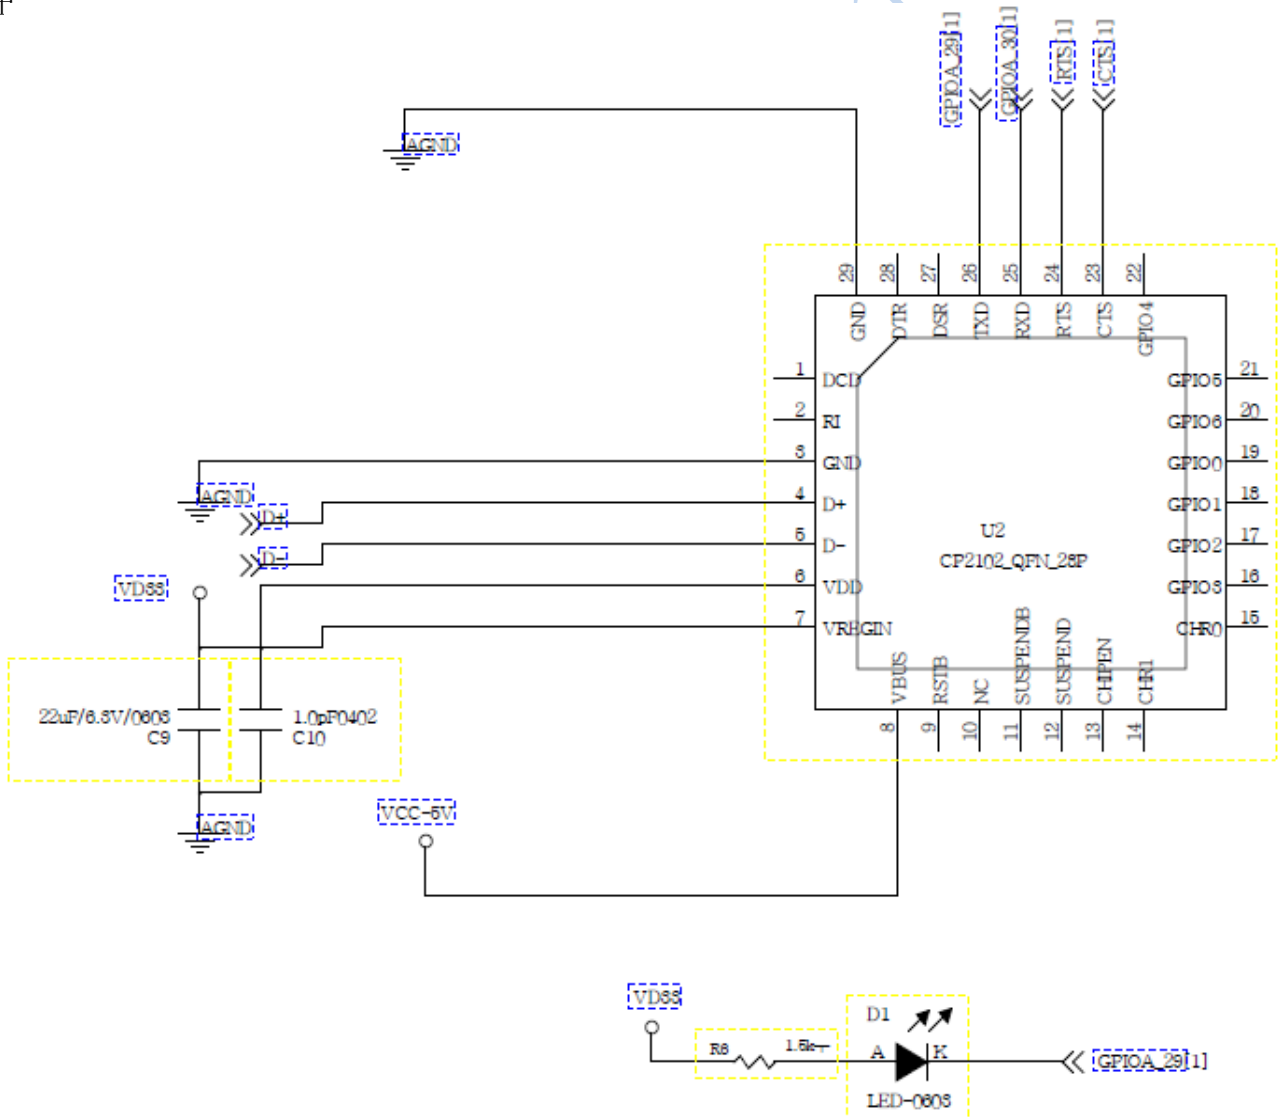 GPIOA_29[1]
GPIOA_30[1]
RTS[1]
CTS[1]
AGND
29
28
27
26
25
24
23
22
GND
DTR
DSR
TXD
RXD
RTS
CTS
GPIO4
1 DCD
2 RI
3 GND
4 D+
5 D-
6 VDD
7 VREGIN
GPIO5 21
GPIO6 20
GPIO0 19
GPIO1 18
GPIO2 17
GPIO3 16
CHR0 15
U2
CP2102_QFN_28P
AGND
D+
D-
VD33
VBUS
RSTB
NC
SUSPENDB
SUSPEND
CHIPEN
CHR1
8
9
10
11
12
13
14
22uF/6.3V/0603
C9
1.0pF0402
C10
AGND
VCC-5V
VD33
R6
1.5k
D1
A
K
LED-0603
GPIOA_29[1]